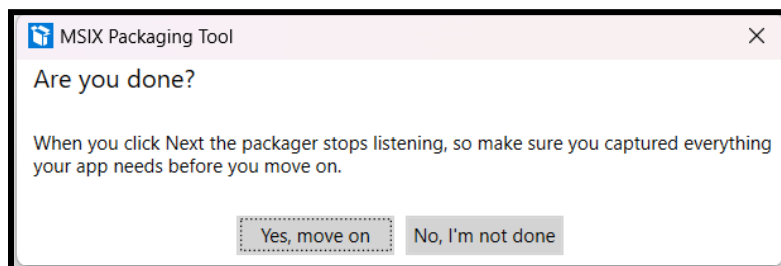 MSIX Packaging Tool
Are you done?
When you click Next the packager stops listening, so make sure you captured everything
your app needs before you move on.
Yes, move on No, I'm not done